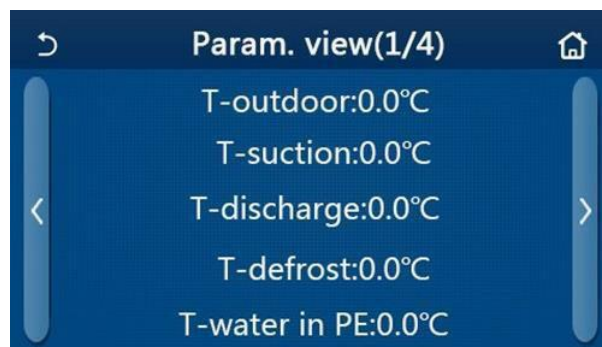 Param. view(1/4)
T-outdoor:0.0℃
T-suction:0.0℃
T-discharge:0.0℃
T-defrost:0.0℃
T-water in PE:0.0℃